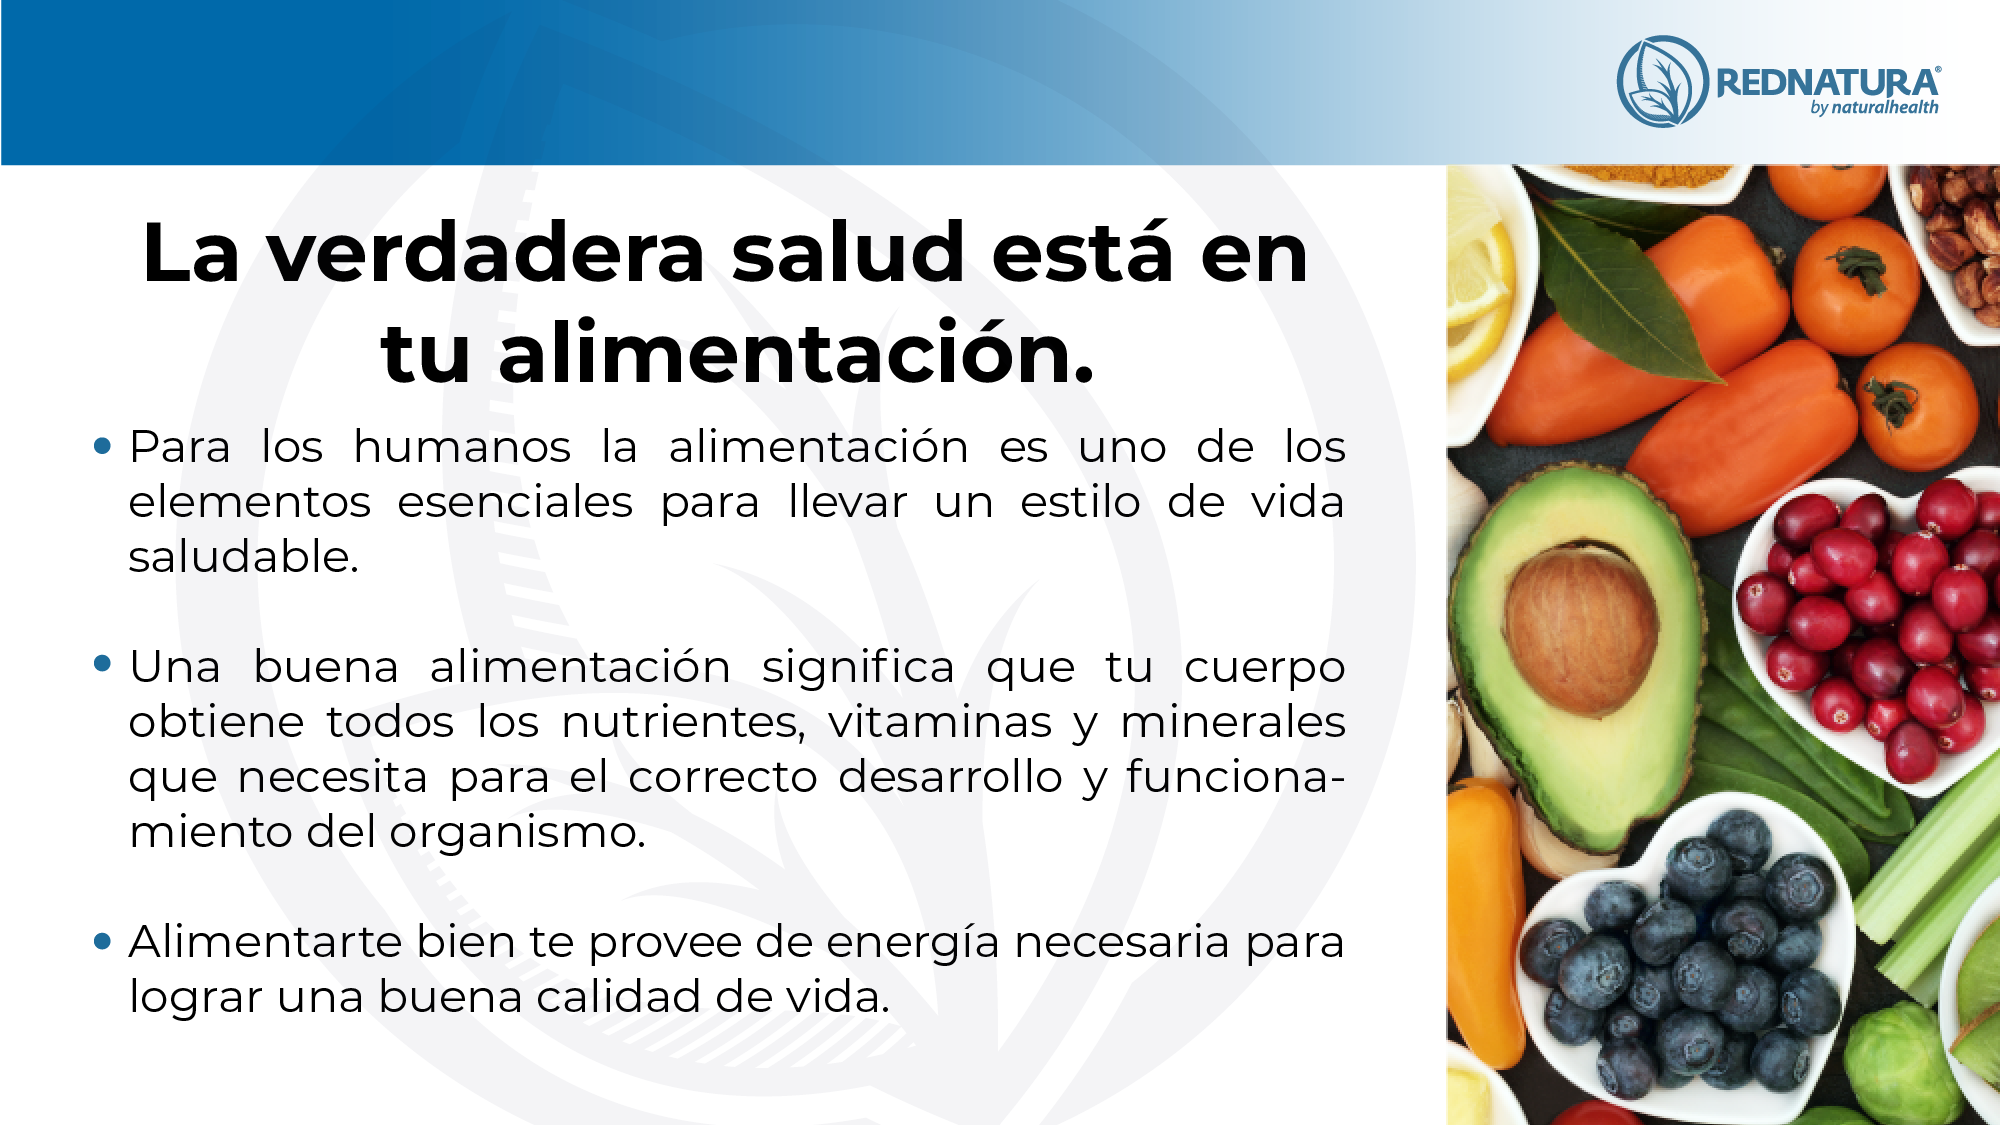 REDNATURA®
by naturalhealth
La verdadera salud está en
tu alimentación.
• Para los humanos la alimentación es uno de los
elementos esenciales para llevar un estilo de vida
saludable.
• Una buena alimentación significa que tu cuerpo
obtiene todos los nutrientes, vitaminas y minerales
que necesita para el correcto desarrollo y funciona-
miento del organismo.
• Alimentarte bien te provee de energía necesaria para
lograr una buena calidad de vida.